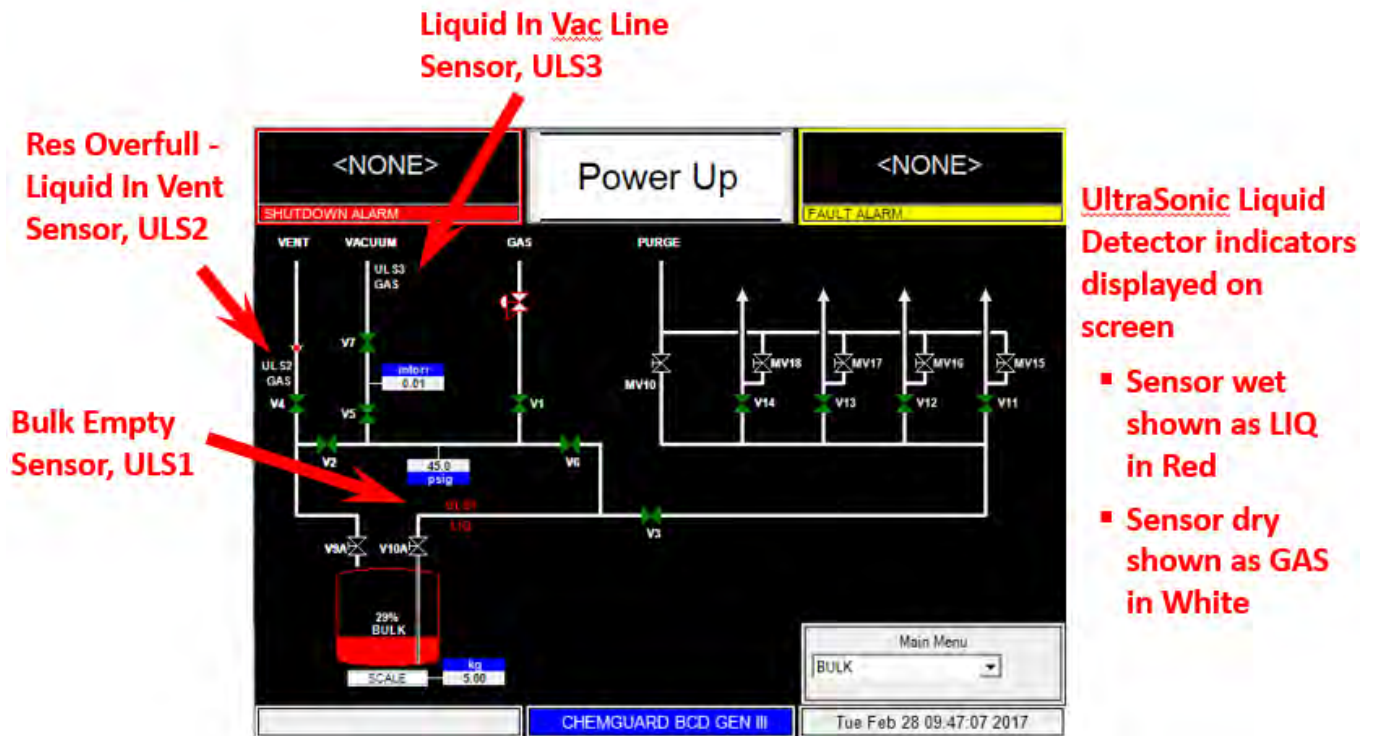 Liquid In Vac Line
Sensor, ULS3
Res Overfull -
Liquid In Vent
Sensor, ULS2
Bulk Empty
Sensor, ULS1
<NONE>
SHUTDOWN ALARM
Power Up
<NONE>
FAULT ALARM
VENT
VACUUM
GAS
PURGE
ULS3
GAS
V7
mtorr
0.01
ULS2
GAS
V4
V5
V1
MV10
MV18
MV17
MV16
MV15
V14
V13
V12
V11
V2
45.0
psig
V6
ULS1
LIQ
V3
V9A
V10A
29%
BULK
SCALE
kg
5.00
Main Menu
BULK
CHEMGUARD BCD GEN III
Tue Feb 28 09:47:07 2017
UltraSonic Liquid
Detector indicators
displayed on
screen
▪ Sensor wet
shown as LIQ
in Red
▪ Sensor dry
shown as GAS
in White